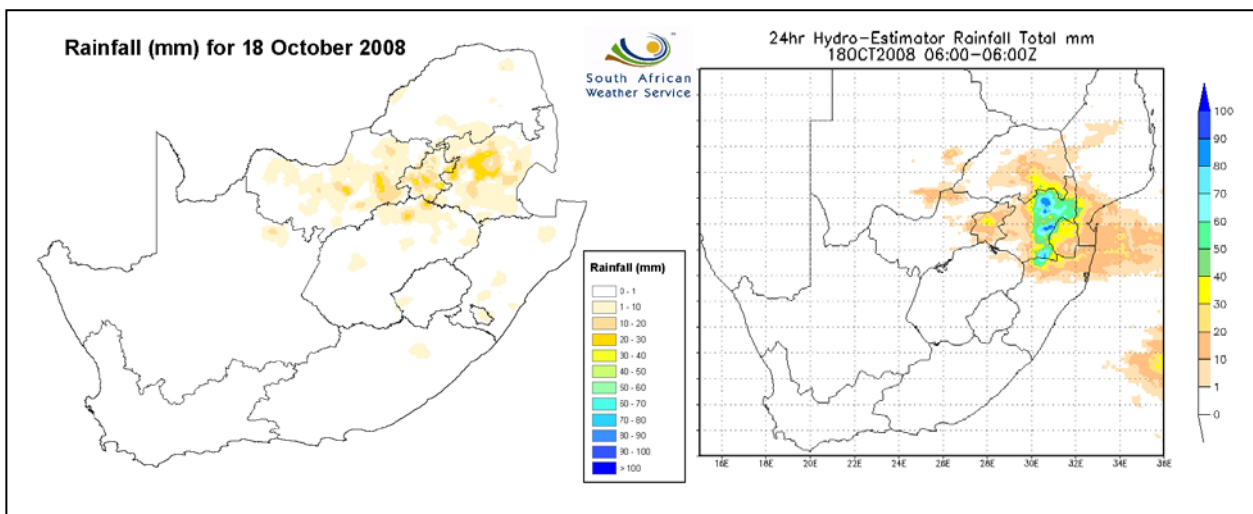 Rainfall (mm) for 18 October 2008
South African
Weather Service
24hr Hydro-Estimator Rainfall Total mm
18OCT2008 06:00-06:00Z
Rainfall (mm)
0 - 1
1 - 10
10 - 20
20 - 30
30 - 40
40 - 50
50 - 60
60 - 70
70 - 80
80 - 90
90 - 100
> 100
100
90
80
70
60
50
40
30
20
10
1
0
16E
18E
20E
22E
24E
26E
28E
30E
32E
34E
36E